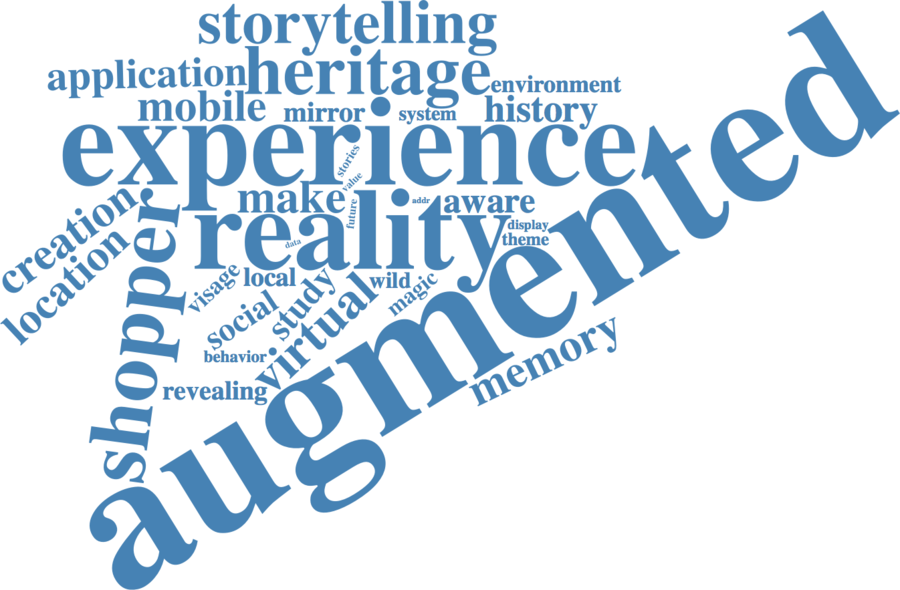 storytelling
application
heritage
environment
mobile
mirror
system
history
experience
stories
value
make
future
addr
aware
creation
location
shopper
reality
data
display
theme
visage
local
wild
magic
social
study
virtual
behavior
revealing
memory
augmented